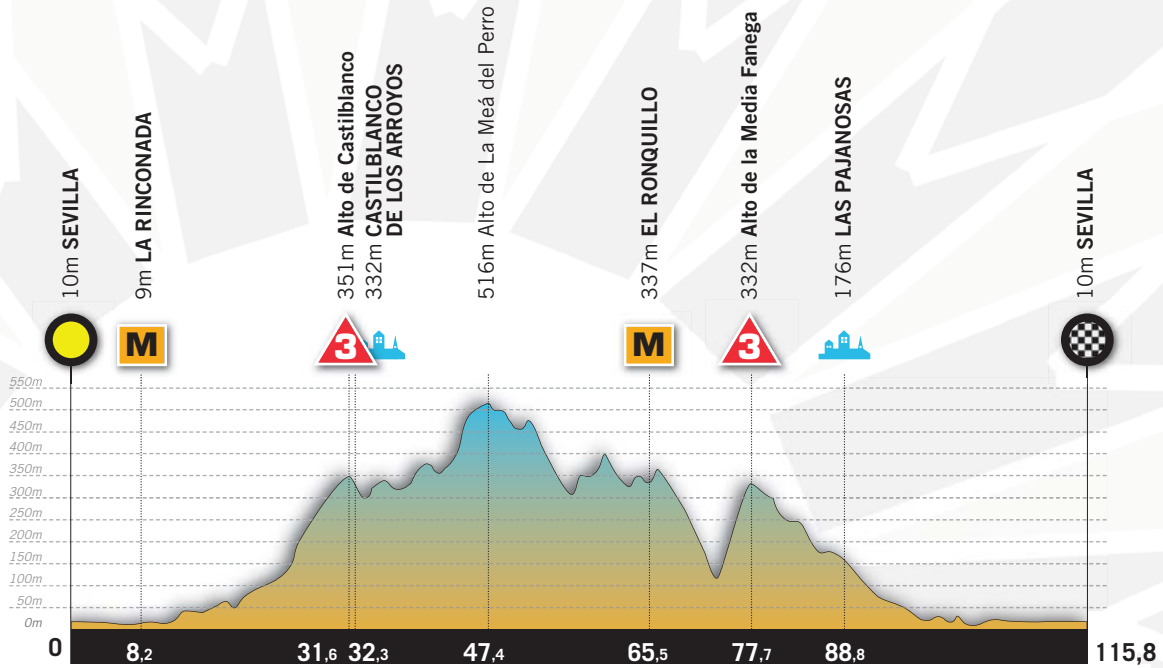 10m SEVILLA
9m LA RINCONADA
351m Alto de Castilblanco
332m CASTILBLANCO
DE LOS ARROYOS
516m Alto de La Meá del Perro
337m EL RONQUILLO
332m Alto de la Media Fanega
176m LAS PAJANOSAS
10m SEVILLA
M
3
M
3
550m
500m
450m
400m
350m
300m
250m
200m
150m
100m
50m
0m
0 8,2 31,6 32,3 47,4 65,5 77,7 88,8 115,8